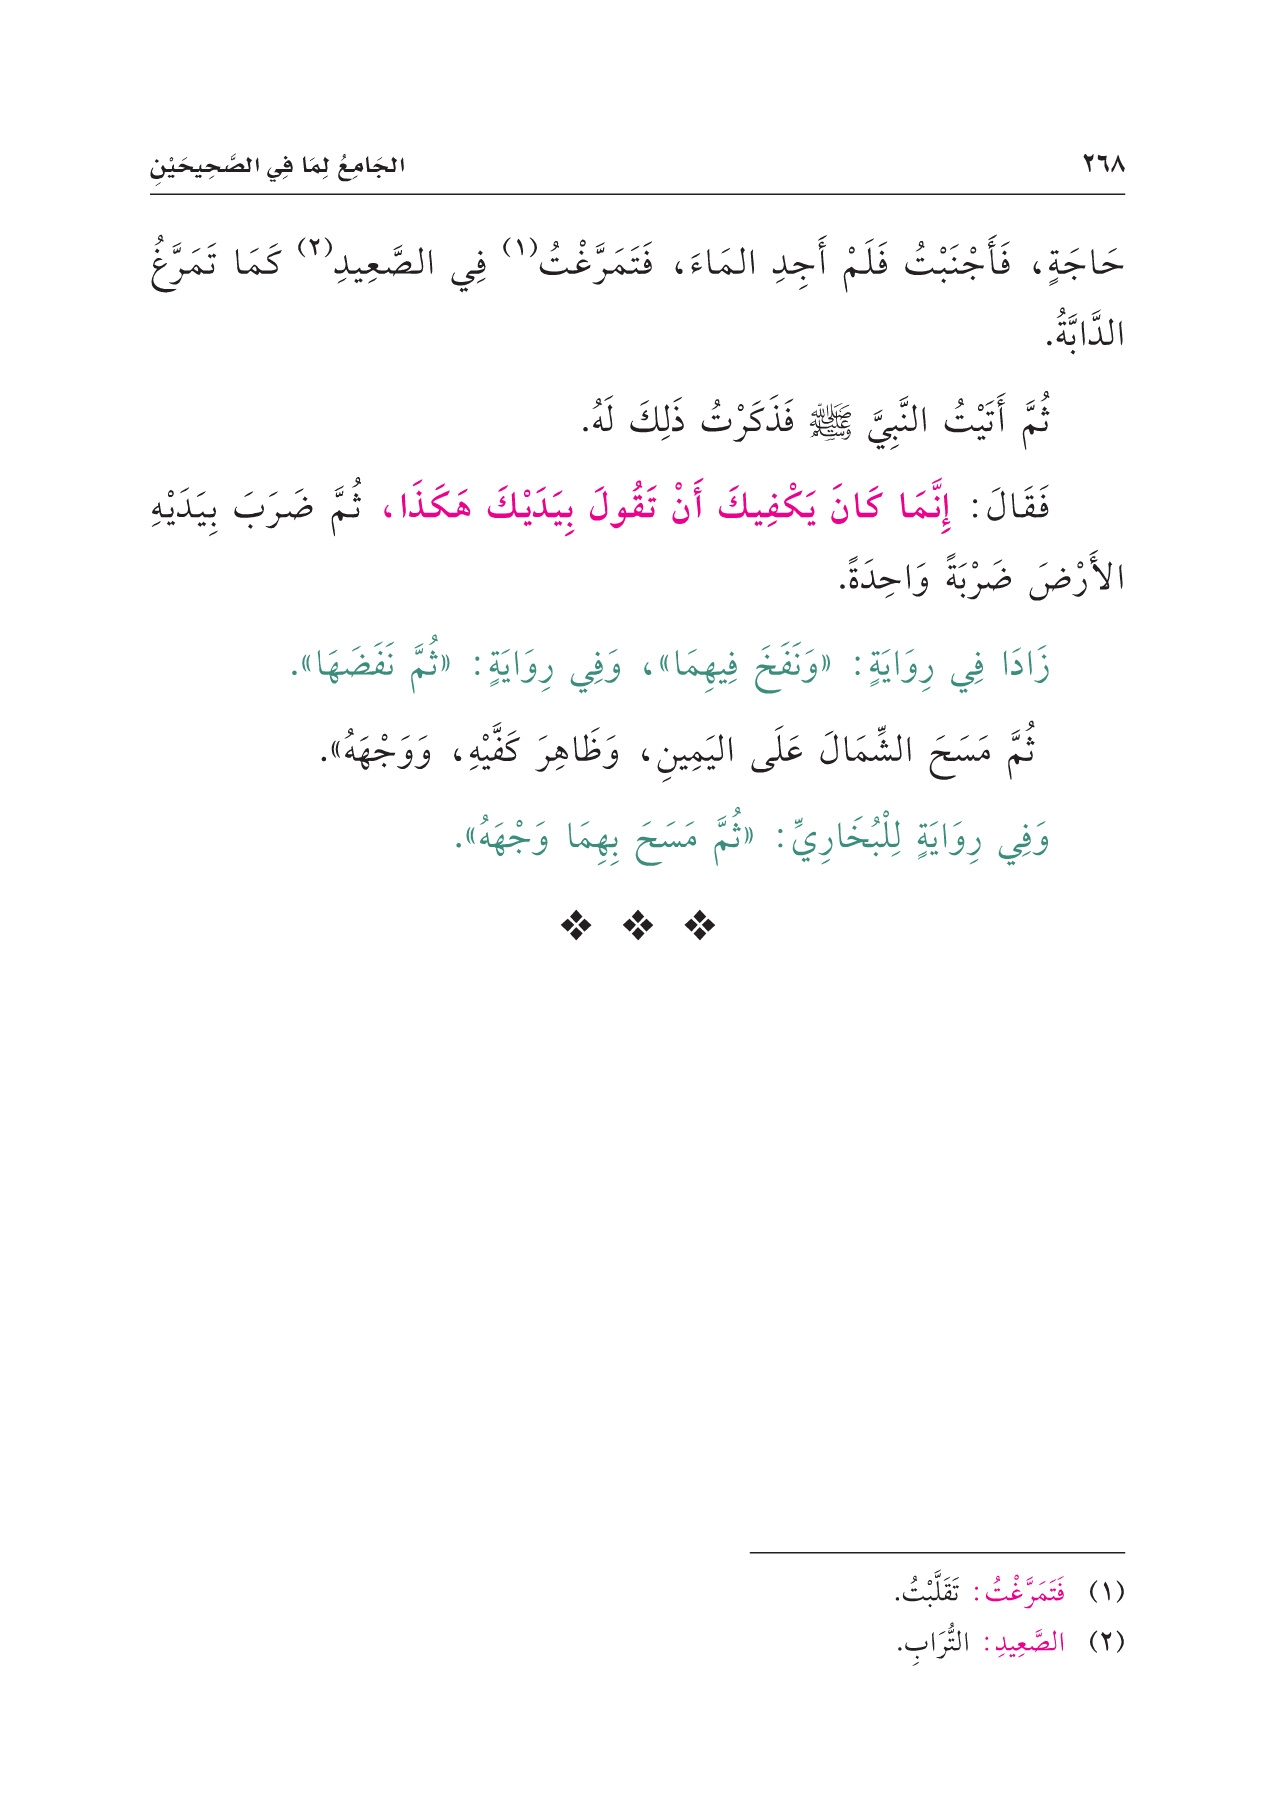 ٢٦٨ الجَامِعُ لِمَا فِي الصَّحِيحَيْنِ
حَاجَةٍ، فَأَجْنَبْتُ فَلَمْ أَجِدِ المَاءَ، فَتَمَرَّغْتُ(١) فِي الصَّعِيدِ(٢) كَمَا تَمَرَّغُ
الدَّابَّةُ.
ثُمَّ أَتَيْتُ النَّبِيَّ ﷺ فَذَكَرْتُ ذَلِكَ لَهُ.
فَقَالَ: إِنَّمَا كَانَ يَكْفِيكَ أَنْ تَقُولَ بِيَدَيْكَ هَكَذَا، ثُمَّ ضَرَبَ بِيَدَيْهِ
الأَرْضَ ضَرْبَةً وَاحِدَةً.
زَادَا فِي رِوَايَةٍ: «وَنَفَخَ فِيهِمَا»، وَفِي رِوَايَةٍ: «ثُمَّ نَفَضَهَا».
ثُمَّ مَسَحَ الشِّمَالَ عَلَى اليَمِينِ، وَظَاهِرَ كَفَّيْهِ، وَوَجْهَهُ».
وَفِي رِوَايَةٍ لِلْبُخَارِيِّ: «ثُمَّ مَسَحَ بِهِمَا وَجْهَهُ».
(١) فَتَمَرَّغْتُ: تَقَلَّبْتُ.
(٢) الصَّعِيدِ: التُّرَابِ.